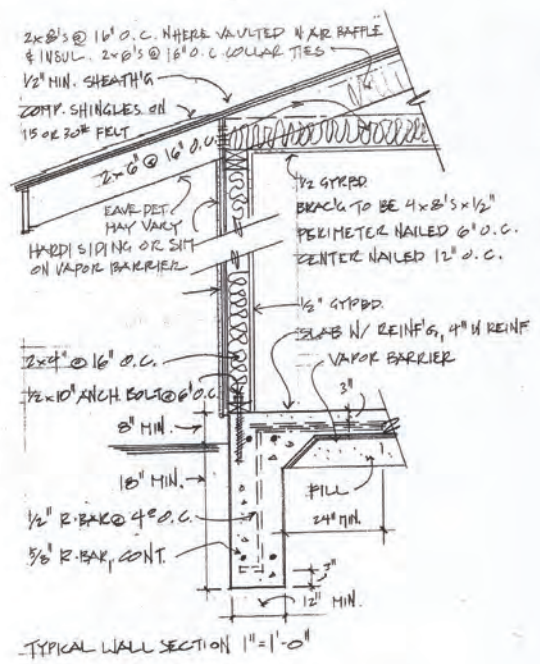 2x8's @ 16" O.C. WHERE VAULTED W AIR BAFFLE
& INSUL. 2x6's @ 16" O.C. COLLAR TIES
1/2" MIN. SHEATH'G
COMP. SHINGLES ON
15 OR 30# FELT
2x6" @ 16" O.C.
EAVE DET.
MAY VARY
HARDI SIDING OR SIM
ON VAPOR BARRIER
1/2 GYPBD.
BRAC'G TO BE 4x8's x 1/2"
PERIMETER NAILED 6" O.C.
CENTER NAILED 12" O.C.
1/2" GYPBD.
SLAB W/ REINF'G, 4" W REINF
VAPOR BARRIER
2x4" @ 16" O.C.
1/2x10" ANCH. BOLT @ 6' O.C.
3"
8" MIN.
18" MIN.
FILL
24" MIN.
1/2" R-BAR @ 4' O.C.
5/8" R-BAR, CONT.
3"
12" MIN.
TYPICAL WALL SECTION 1"=1'-0"